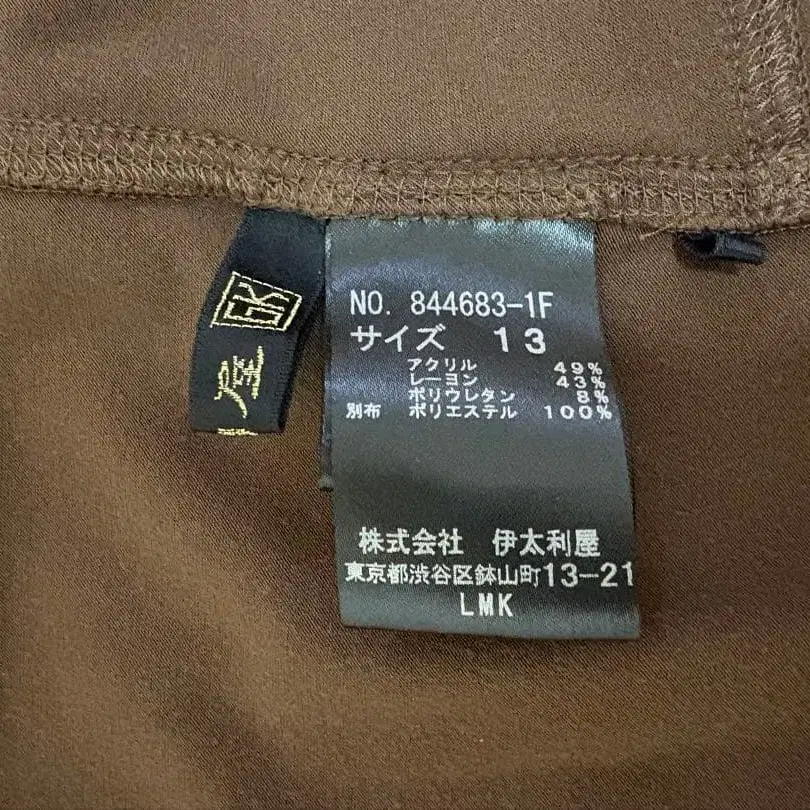 NO. 844683-1F
サイズ 13
アクリル 49%
レーヨン 43%
ポリウレタン 8%
別布 ポリエステル 100%
株式会社 伊太利屋
東京都渋谷区鉢山町13-21
LMK
屋